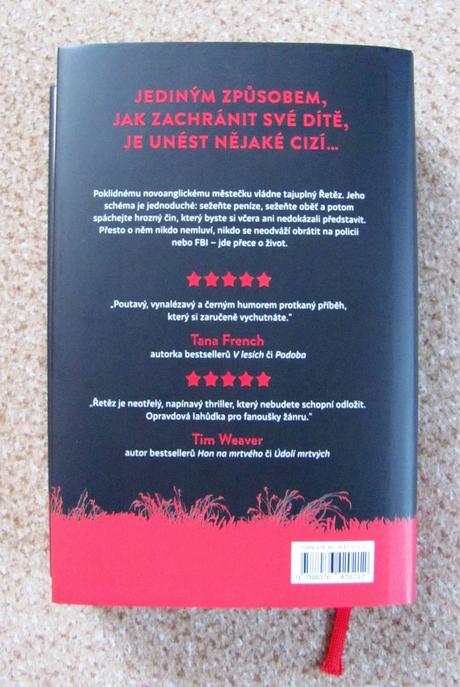 JEDINÝM ZPŮSOBEM,
JAK ZACHRÁNIT SVÉ DÍTĚ,
JE UNÉST NĚJAKÉ CIZÍ...
Poklidnému novoanglickému městečku vládne tajuplný Řetěz. Jeho
schéma je jednoduché: sežeňte peníze, sežeňte oběť a potom
spáchejte hrozný čin, který byste si včera ani nedokázali představit.
Přesto o něm nikdo nemluví, nikdo se neodváží obrátit na policii
nebo FBI – jde přece o život.
„Poutavý, vynalézavý a černým humorem protkaný příběh,
který si zaručeně vychutnáte."
Tana French
autorka bestsellerů V lesích či Podoba
„Řetěz je neotřelý, napínavý thriller, který nebudete schopni odložit.
Opravdová lahůdka pro fanoušky žánru."
Tim Weaver
autor bestsellerů Hon na mrtvého či Údolí mrtvých
9 788076 420212